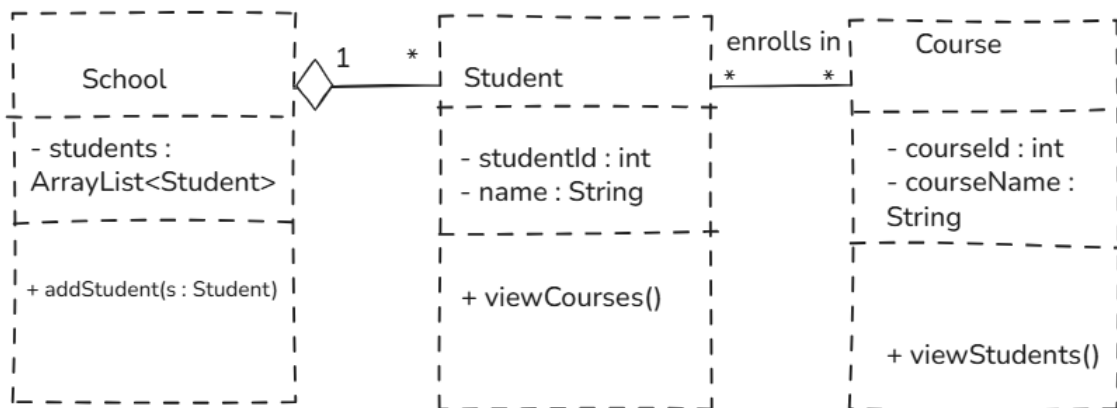 School
- students :
ArrayList<Student>
+ addStudent(s : Student)
1
*
Student
- studentId : int
- name : String
+ viewCourses()
enrolls in
*
*
Course
- courseId : int
- courseName :
String
+ viewStudents()